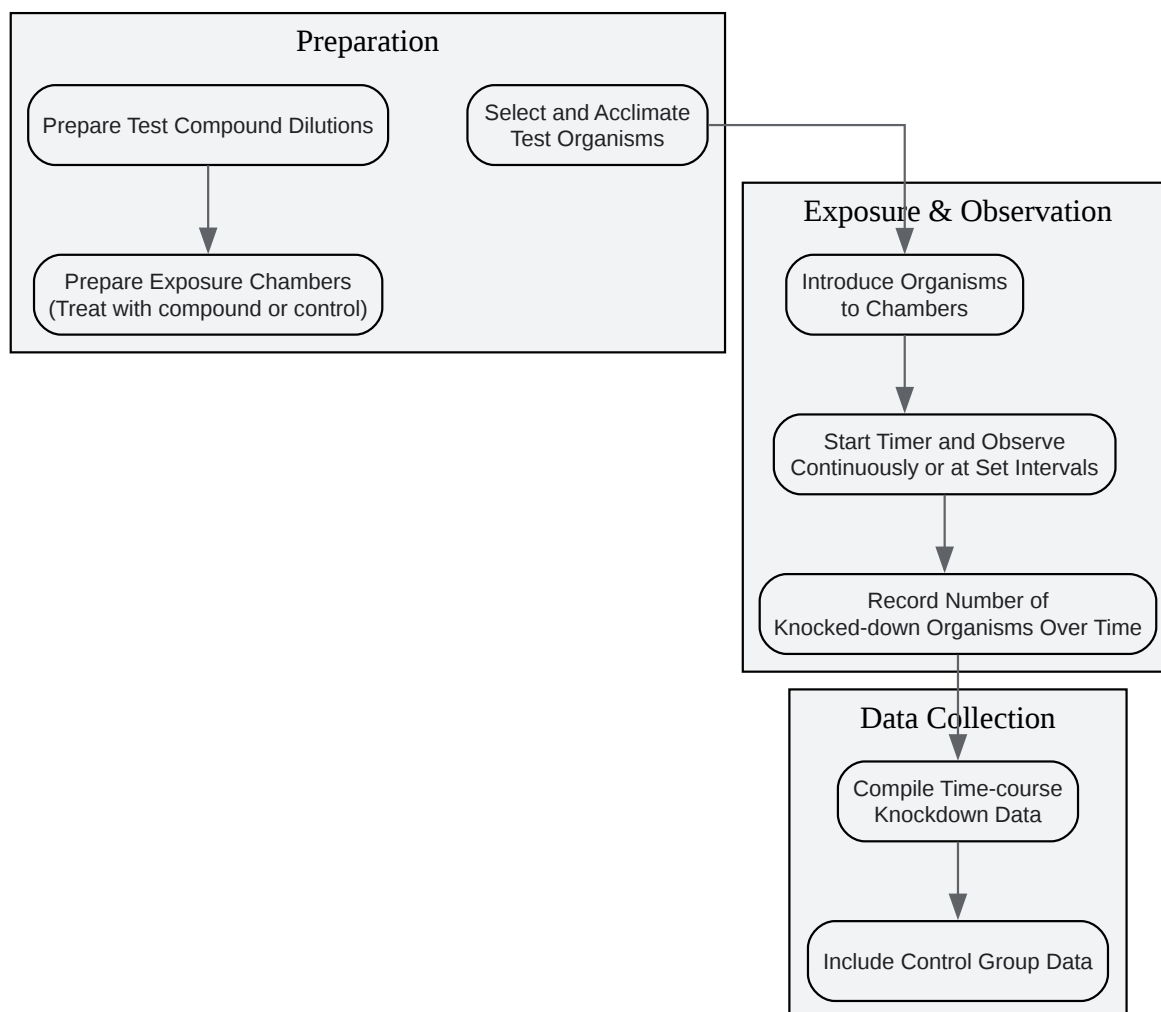 Preparation
Prepare Test Compound Dilutions
Select and Acclimate
Test Organisms
Prepare Exposure Chambers
(Treat with compound or control)
Exposure & Observation
Introduce Organisms
to Chambers
Start Timer and Observe
Continuously or at Set Intervals
Record Number of
Knocked-down Organisms Over Time
Data Collection
Compile Time-course
Knockdown Data
Include Control Group Data